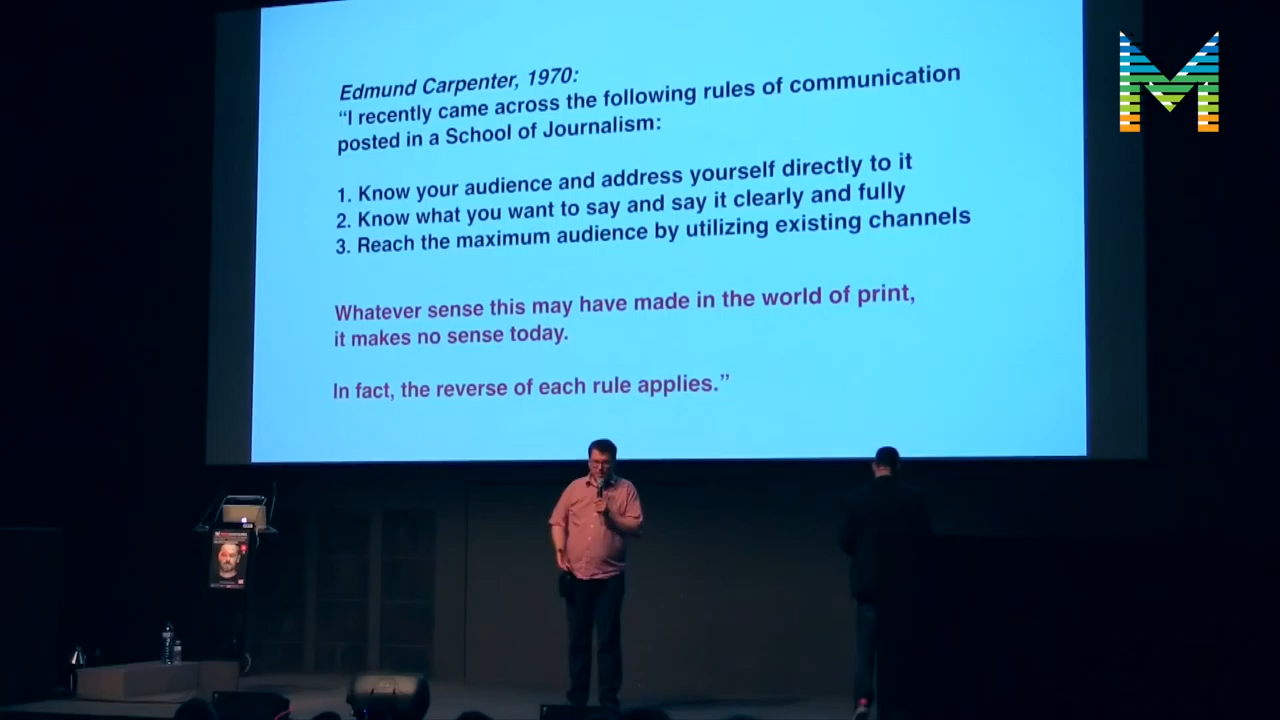 Edmund Carpenter, 1970:
“I recently came across the following rules of communication
posted in a School of Journalism:
1. Know your audience and address yourself directly to it
2. Know what you want to say and say it clearly and fully
3. Reach the maximum audience by utilizing existing channels
Whatever sense this may have made in the world of print,
it makes no sense today.
In fact, the reverse of each rule applies.”
M